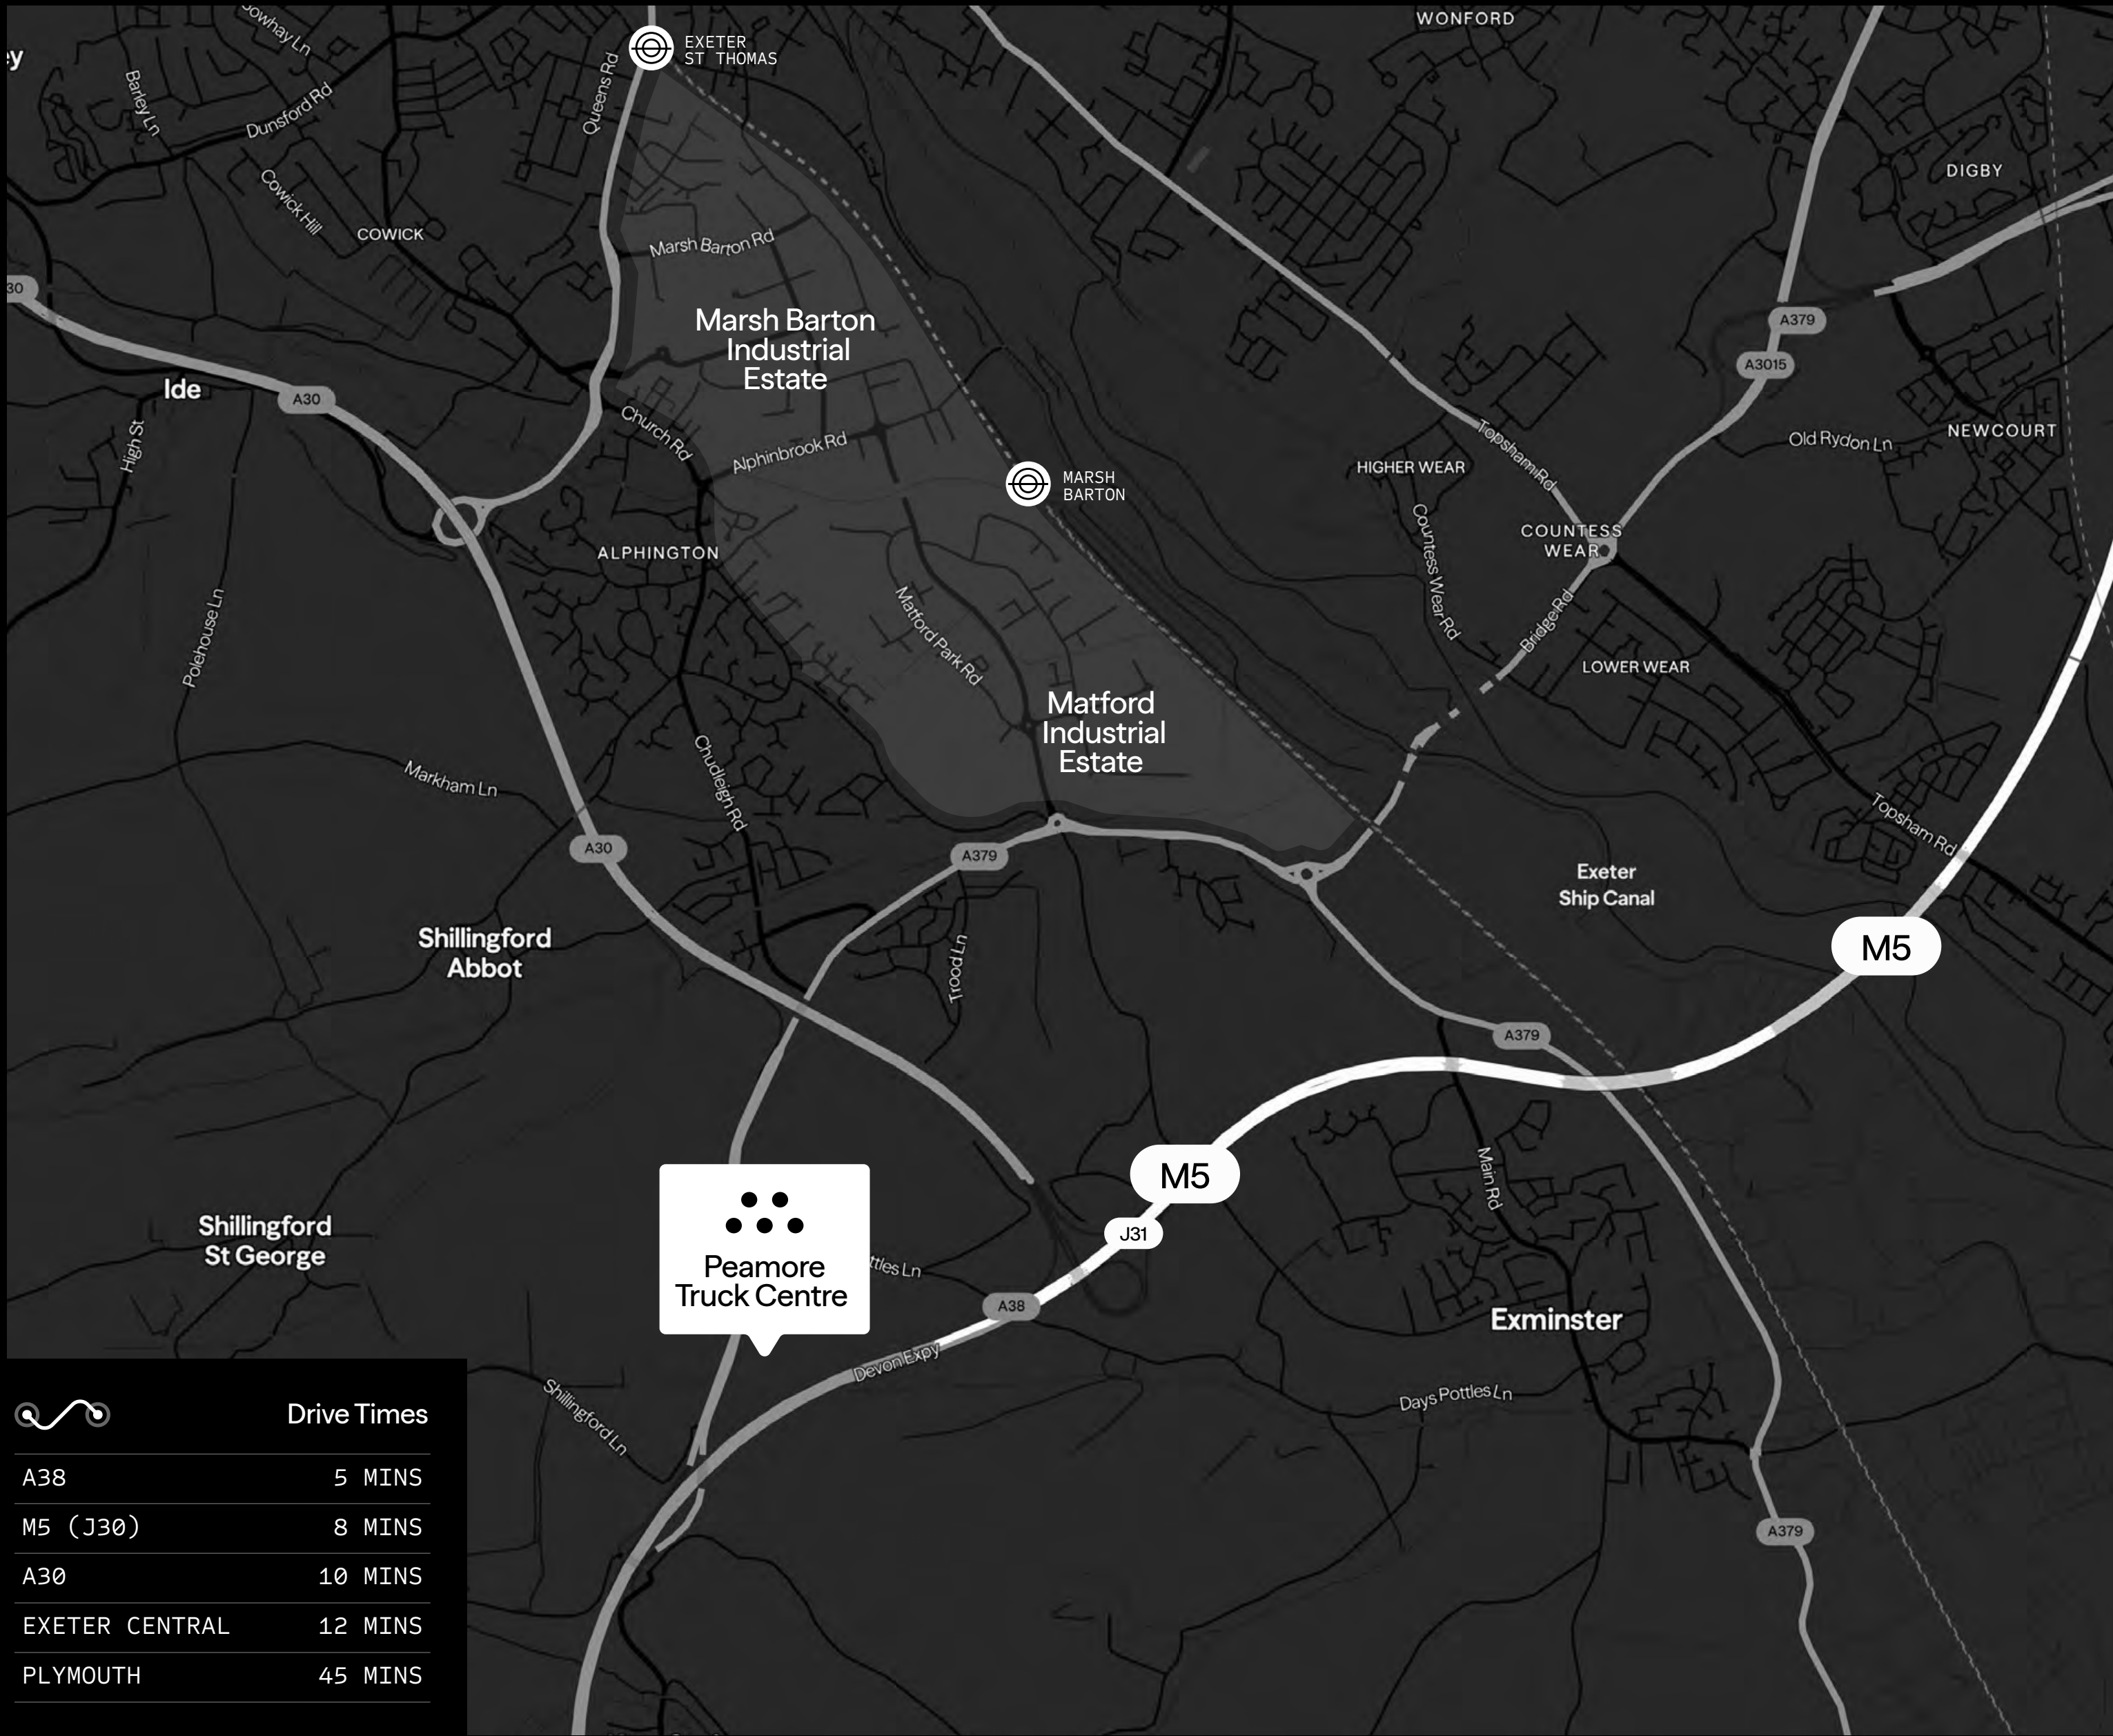 WONFORD
EXETER
ST THOMAS
Queens Rd
Barley Ln
Dunsford Rd
Cowick Hill
COWICK
DIGBY
Marsh Barton Rd
30
A379
A3015
Marsh Barton
Industrial
Estate
Ide
A30
High St
Church Rd
Alphinbrook Rd
Topsham Rd
Old Rydon Ln
NEWCOURT
HIGHER WEAR
MARSH
BARTON
COUNTESS
WEAR
Countess Wear Rd
ALPHINGTON
Polehouse Ln
Matford Park Rd
Bridge Rd
LOWER WEAR
Matford
Industrial
Estate
Markham Ln
Chudleigh Rd
Topsham Rd
A30
A379
Exeter
Ship Canal
Shillingford
Abbot
Trood Ln
M5
A379
M5
Main Rd
J31
Shillingford
St George
Peamore
Truck Centre
ttles Ln
A38
Exminster
Devon Expy
Days Pottles Ln
Shillingford Ln
A379
Drive Times
A38 5 MINS
M5 (J30) 8 MINS
A30 10 MINS
EXETER CENTRAL 12 MINS
PLYMOUTH 45 MINS